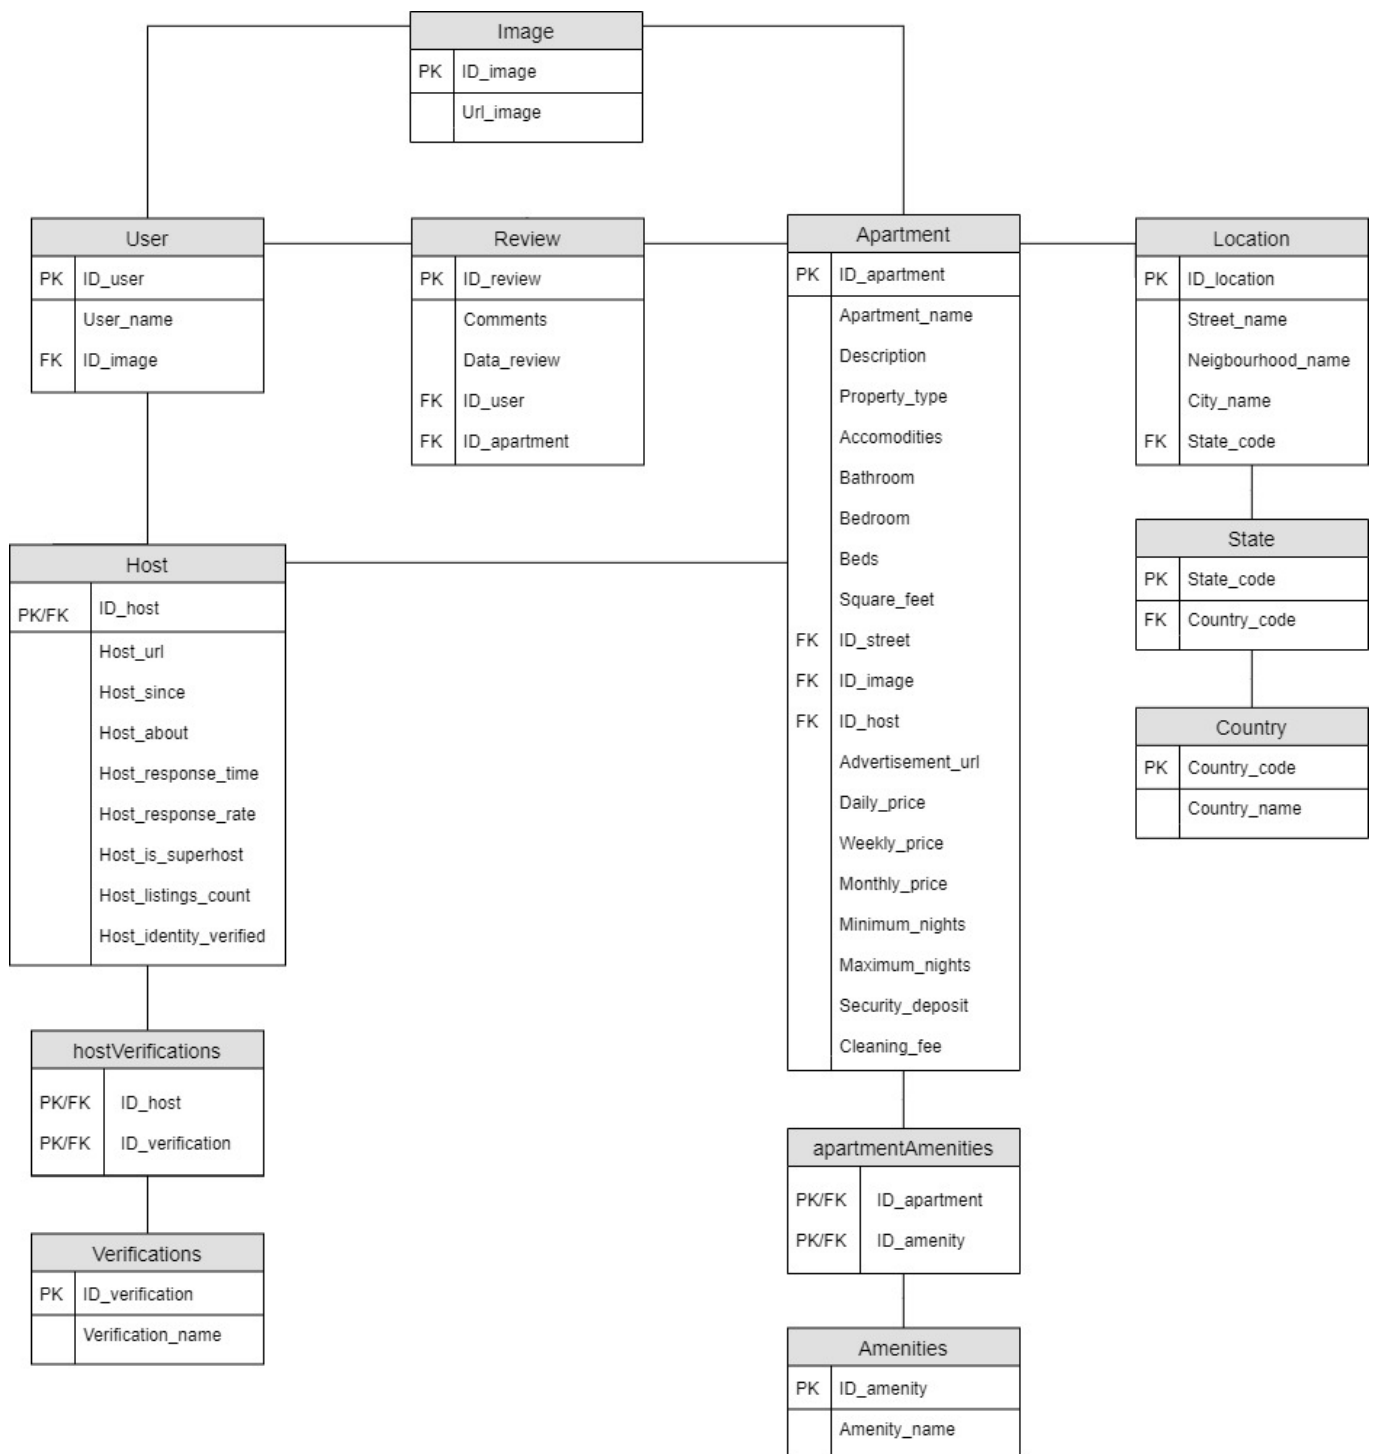 Image
PK ID_image
Url_image
User
PK ID_user
User_name
FK ID_image
Review
PK ID_review
Comments
Data_review
FK ID_user
FK ID_apartment
Apartment
PK ID_apartment
Apartment_name
Description
Property_type
Accomodities
Bathroom
Bedroom
Beds
Square_feet
FK ID_street
FK ID_image
FK ID_host
Advertisement_url
Daily_price
Weekly_price
Monthly_price
Minimum_nights
Maximum_nights
Security_deposit
Cleaning_fee
Location
PK ID_location
Street_name
Neigbourhood_name
City_name
FK State_code
State
PK State_code
FK Country_code
Country
PK Country_code
Country_name
Host
PK/FK ID_host
Host_url
Host_since
Host_about
Host_response_time
Host_response_rate
Host_is_superhost
Host_listings_count
Host_identity_verified
hostVerifications
PK/FK ID_host
PK/FK ID_verification
Verifications
PK ID_verification
Verification_name
apartmentAmenities
PK/FK ID_apartment
PK/FK ID_amenity
Amenities
PK ID_amenity
Amenity_name